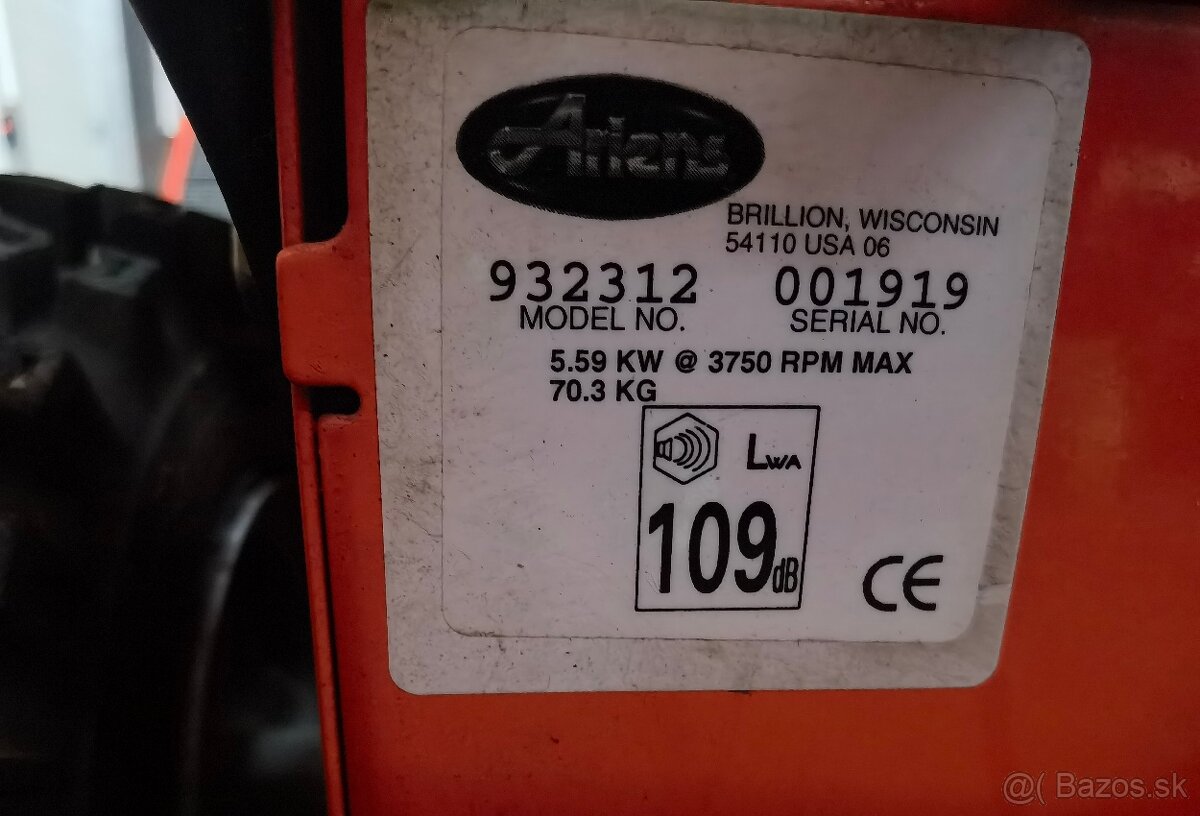 Ariens
BRILLION, WISCONSIN
54110 USA 06
932312 001919
MODEL NO. SERIAL NO.
5.59 KW @ 3750 RPM MAX
70.3 KG
LWA
109dB
CE
@( Bazos.sk